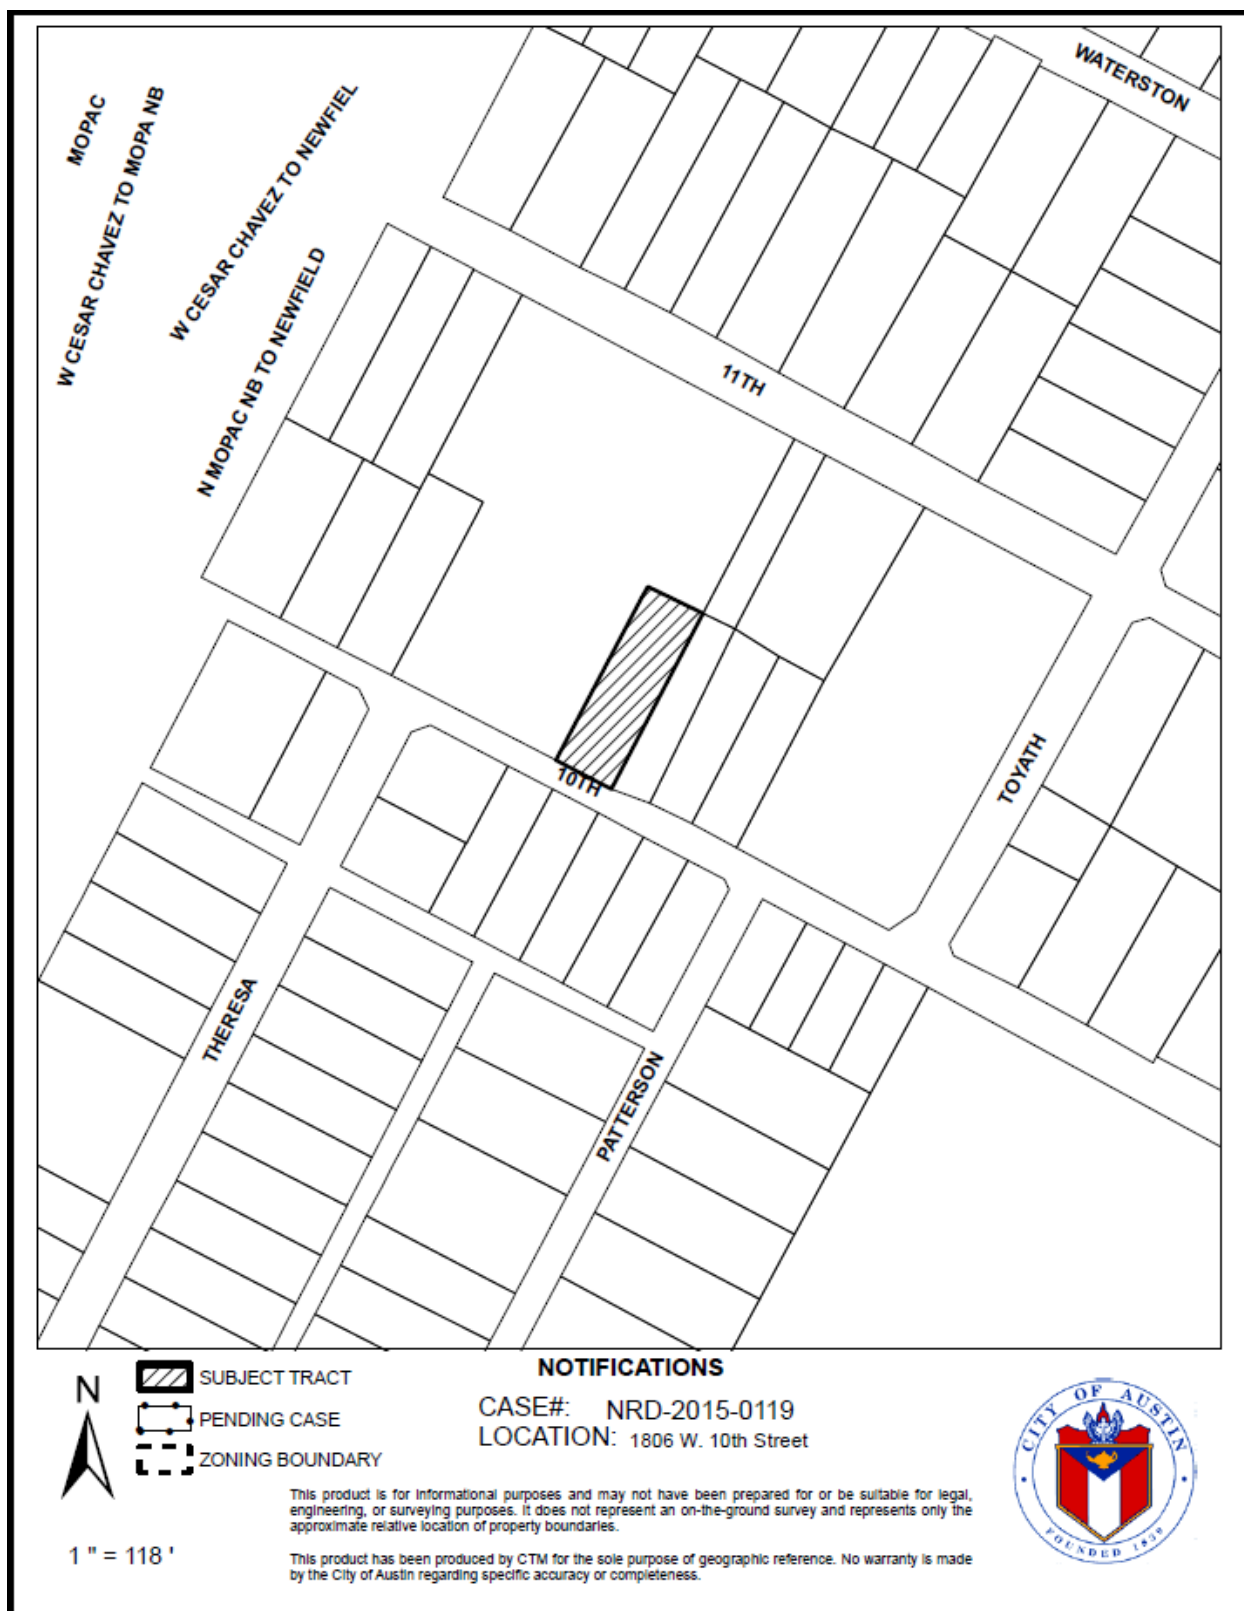 WATERSTON
MOPAC
W CESAR CHAVEZ TO MOPA NB
W CESAR CHAVEZ TO NEWFIEL
N MOPAC NB TO NEWFIELD
11TH
TOYATH
10TH
THERESA
PATTERSON
N
SUBJECT TRACT
PENDING CASE
ZONING BOUNDARY
1 " = 118 '
NOTIFICATIONS
CASE#: NRD-2015-0119
LOCATION: 1806 W. 10th Street
This product is for informational purposes and may not have been prepared for or be suitable for legal,
engineering, or surveying purposes. It does not represent an on-the-ground survey and represents only the
approximate relative location of property boundaries.
This product has been produced by CTM for the sole purpose of geographic reference. No warranty is made
by the City of Austin regarding specific accuracy or completeness.
CITY OF AUSTIN
FOUNDED 1839